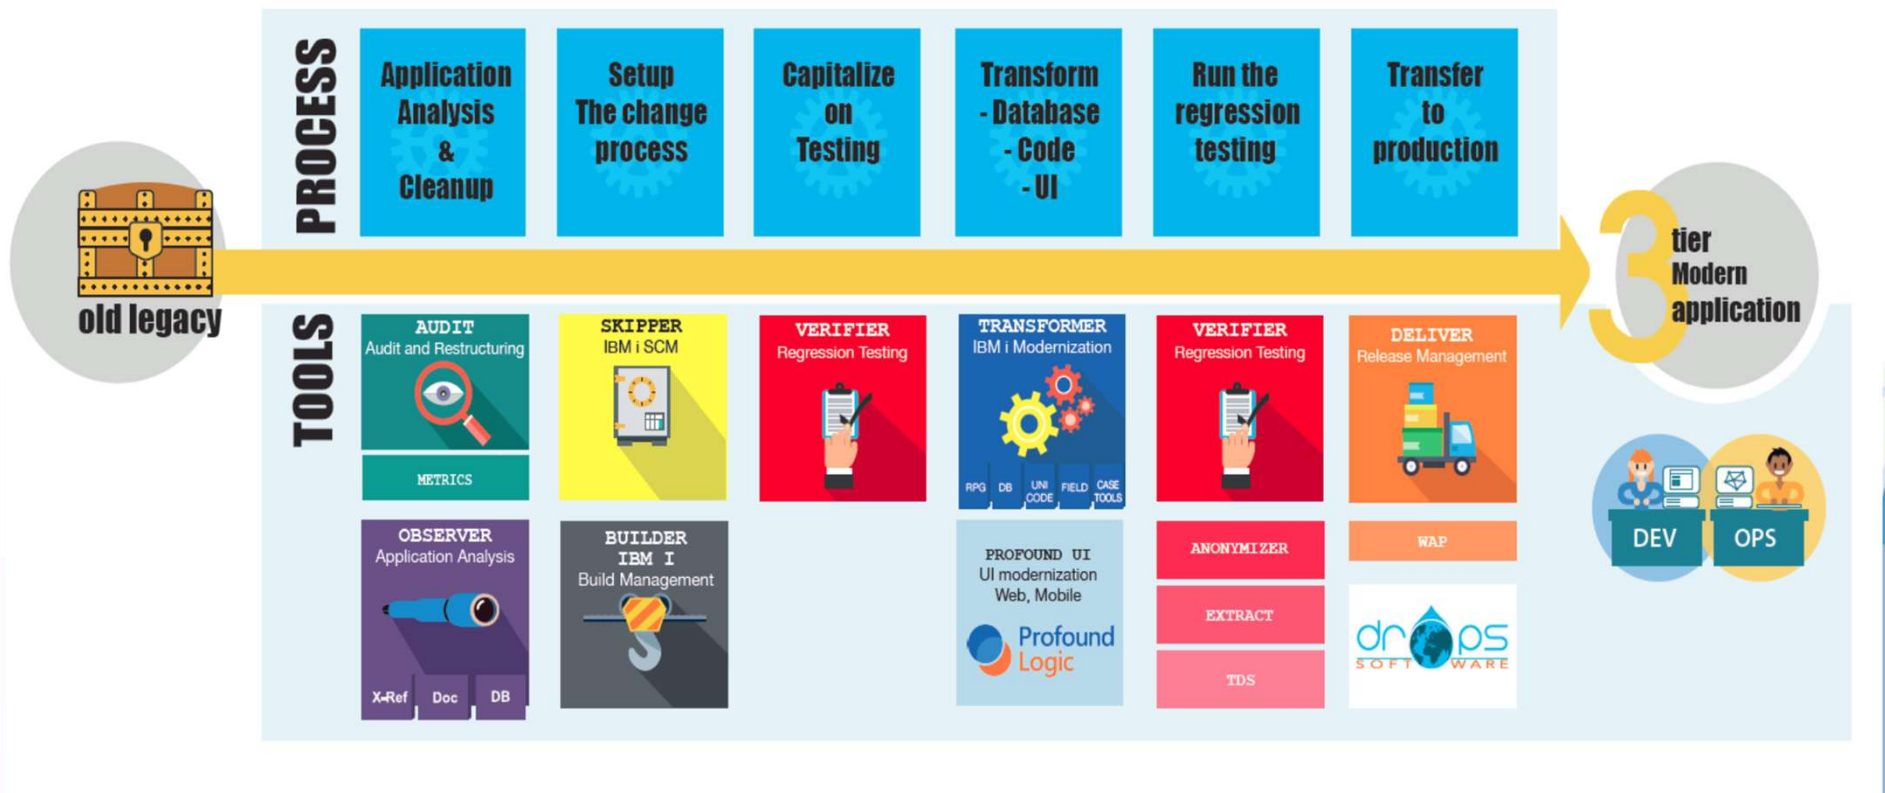 PROCESS
Application
Analysis
&
Cleanup
Setup
The change
process
Capitalize
on
Testing
Transform
- Database
- Code
- UI
Run the
regression
testing
Transfer
to
production
old legacy
3
tier
Modern
application
TOOLS
AUDIT
Audit and Restructuring
METRICS
OBSERVER
Application Analysis
X-Ref
Doc
DB
SKIPPER
IBM i SCM
BUILDER
IBM I
Build Management
VERIFIER
Regression Testing
TRANSFORMER
IBM i Modernization
RPG
DB
UNI
CODE
FIELD
CASE
TOOLS
PROFOUND UI
UI modernization
Web, Mobile
Profound
Logic
VERIFIER
Regression Testing
ANONYMIZER
EXTRACT
TDS
DELIVER
Release Management
WAP
drops
SOFTWARE
DEV
OPS